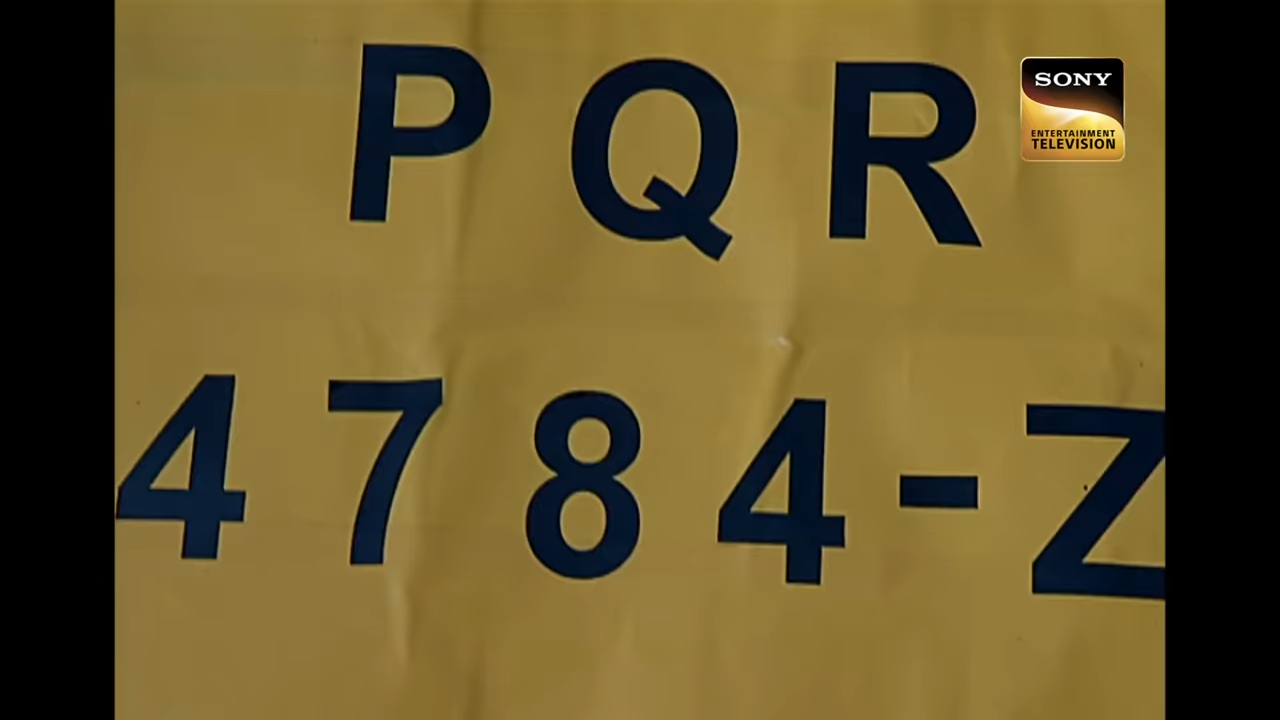 PQR
4784-Z
SONY
ENTERTAINMENT
TELEVISION